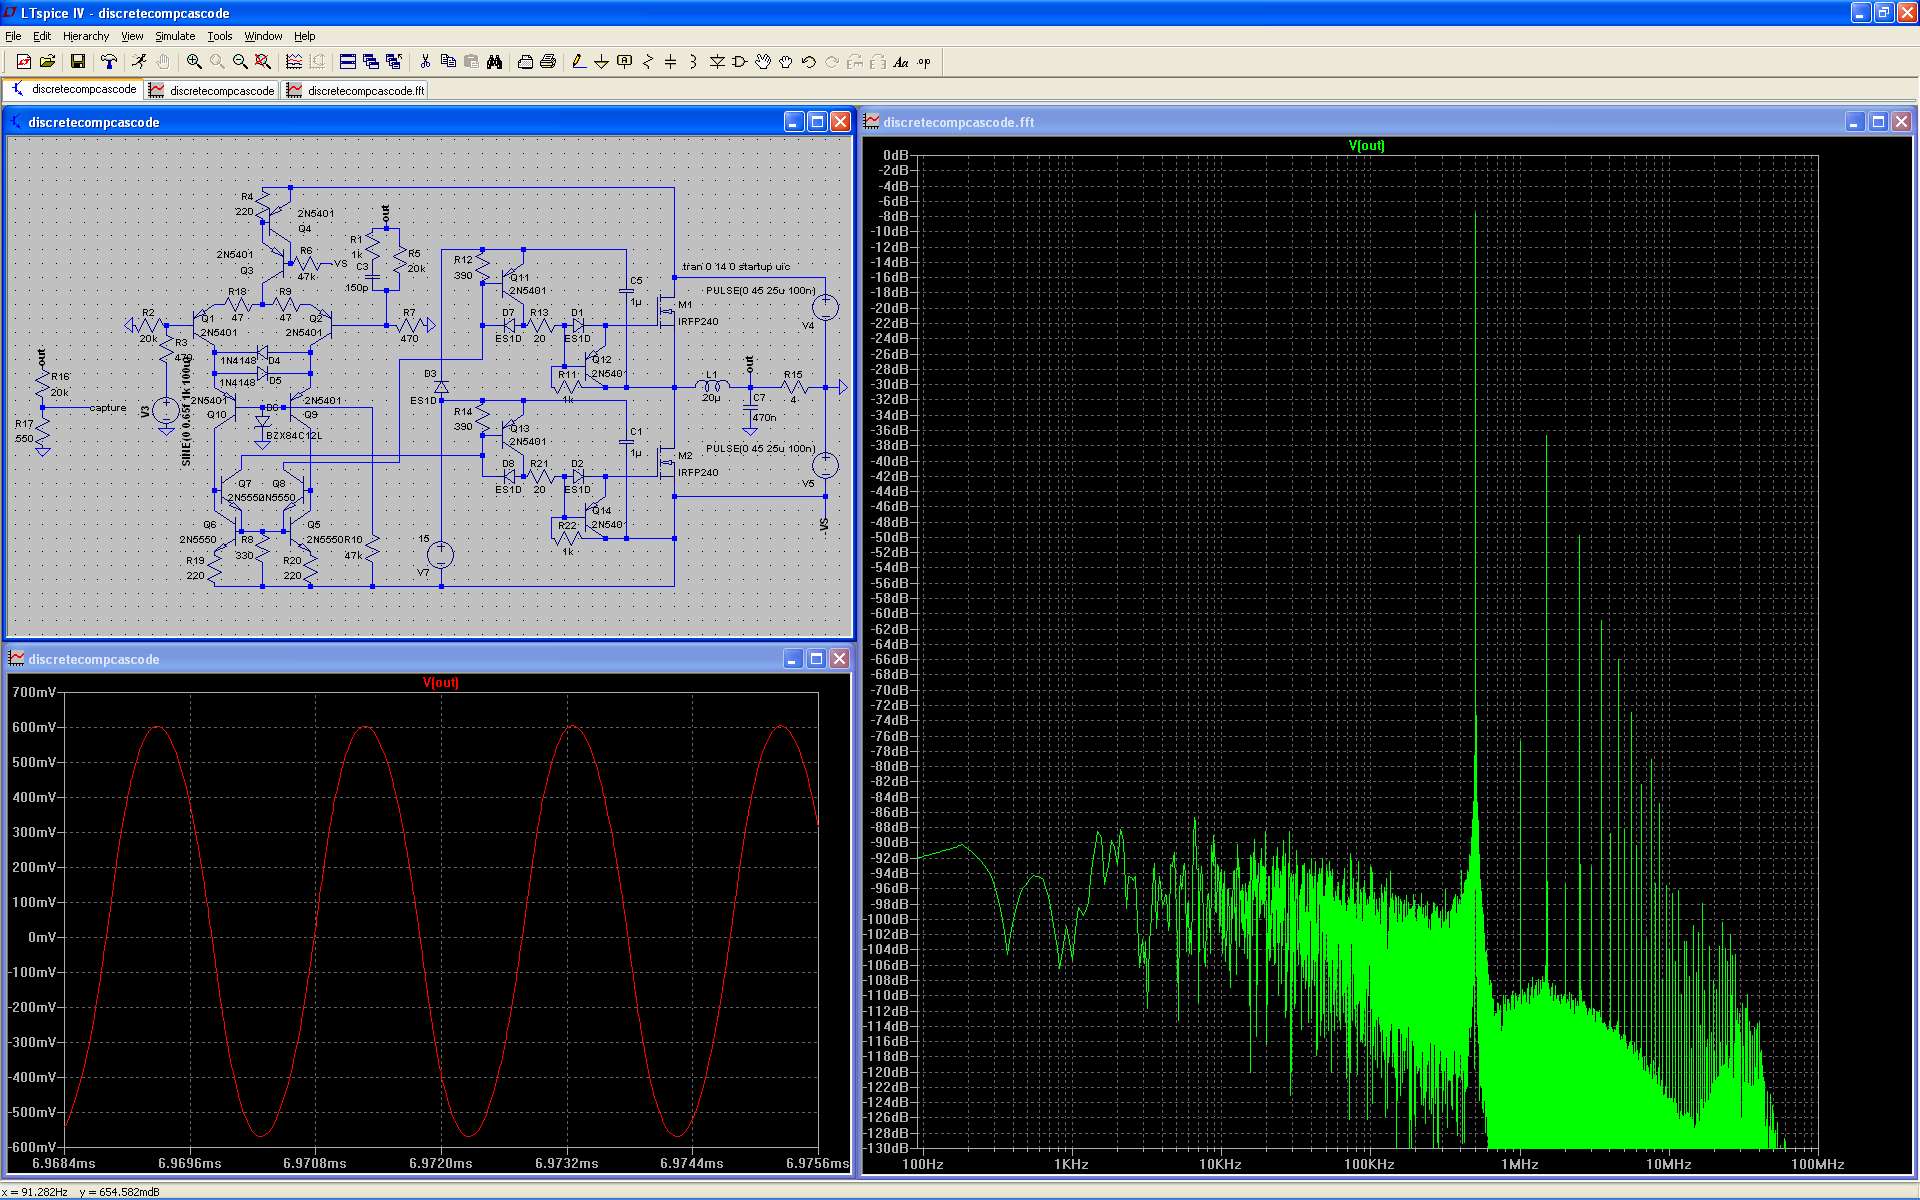 LTspice IV - discretecompcascode
File Edit Hierarchy View Simulate Tools Window Help
Aa .op
discretecompcascode discretecompcascode discretecompcascode.fft
discretecompcascode
R4
220
2N5401
Q4
2N5401
Q3
R6
47k
-VS
out
R1
1k
C3
150p
R5
20k
R18
47
R9
47
R2
20k
Q1
2N5401
Q2
2N5401
R7
470
R3
470
1N4148 D4
1N4148 D5
out
R16
20k
capture
R17
550
V3
SINE(0 0.65f 1k 100u)
2N5401
Q10
D6
BZX84C12L
2N5401
Q9
Q7
2N5550
Q8
2N5550
Q6
2N5550
Q5
2N5550
R8
330
R10
47k
R19
220
R20
220
D3
ES1D
15
V7
R12
390
Q11
2N5401
D7
ES1D
R13
20
D1
ES1D
Q12
2N540
R11
1k
C5
1µ
M1
IRFP240
.tran 0 14 0 startup uic
PULSE(0 45 25u 100n)
V4
out
L1
20µ
R15
4
C7
470n
R14
390
Q13
2N5401
D8
ES1D
R21
20
D2
ES1D
Q14
2N540
R22
1k
C1
1µ
M2
IRFP240
PULSE(0 45 25u 100n)
V5
-VS
discretecompcascode
V(out)
700mV
600mV
500mV
400mV
300mV
200mV
100mV
0mV
-100mV
-200mV
-300mV
-400mV
-500mV
-600mV
6.9684ms 6.9696ms 6.9708ms 6.9720ms 6.9732ms 6.9744ms 6.9756ms
discretecompcascode.fft
V(out)
0dB
-2dB
-4dB
-6dB
-8dB
-10dB
-12dB
-14dB
-16dB
-18dB
-20dB
-22dB
-24dB
-26dB
-28dB
-30dB
-32dB
-34dB
-36dB
-38dB
-40dB
-42dB
-44dB
-46dB
-48dB
-50dB
-52dB
-54dB
-56dB
-58dB
-60dB
-62dB
-64dB
-66dB
-68dB
-70dB
-72dB
-74dB
-76dB
-78dB
-80dB
-82dB
-84dB
-86dB
-88dB
-90dB
-92dB
-94dB
-96dB
-98dB
-100dB
-102dB
-104dB
-106dB
-108dB
-110dB
-112dB
-114dB
-116dB
-118dB
-120dB
-122dB
-124dB
-126dB
-128dB
-130dB
100Hz 1KHz 10KHz 100KHz 1MHz 10MHz 100MHz
x = 91.282Hz y = 654.582mdB